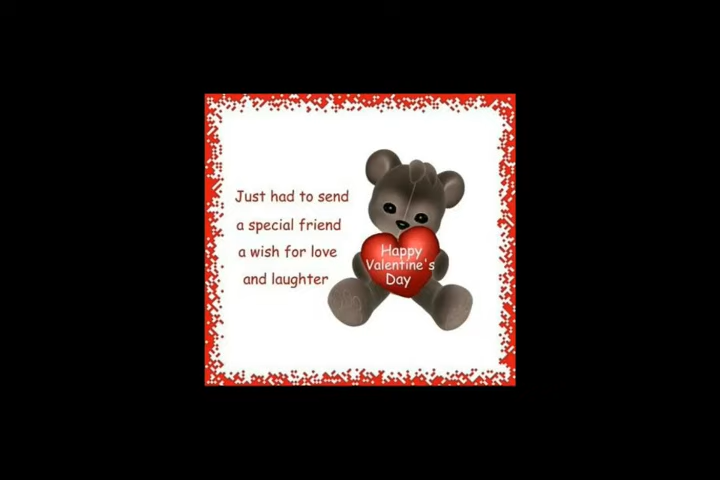 Just had to send
a special friend
a wish for love
and laughter
Happy
Valentine's
Day